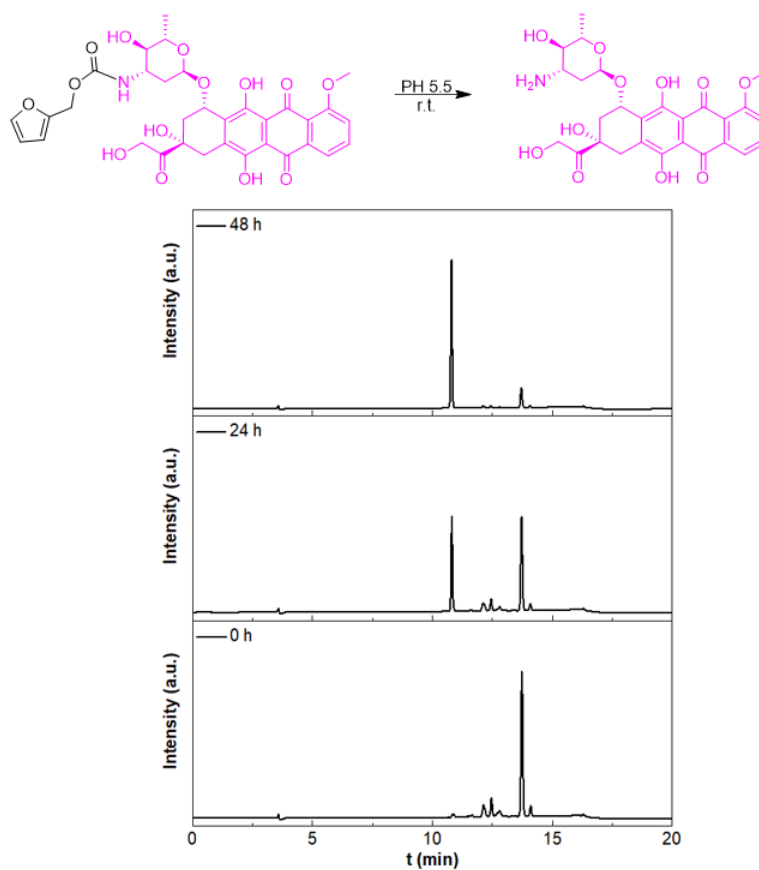 HO
O
O
O
HN
O
O
O
HO
HO
O
OH
O
OH
O
O
PH 5.5
r.t.
HO
O
H2N
O
HO
HO
O
OH
O
OH
O
O
48 h
Intensity (a.u.)
24 h
Intensity (a.u.)
0 h
Intensity (a.u.)
0 5 10 15 20
t (min)